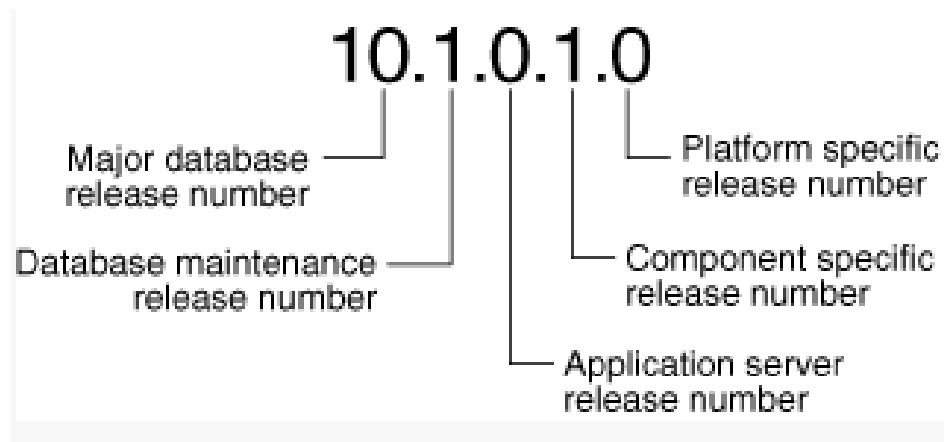 10.1.0.1.0
Major database
release number
Platform specific
release number
Database maintenance
release number
Component specific
release number
Application server
release number